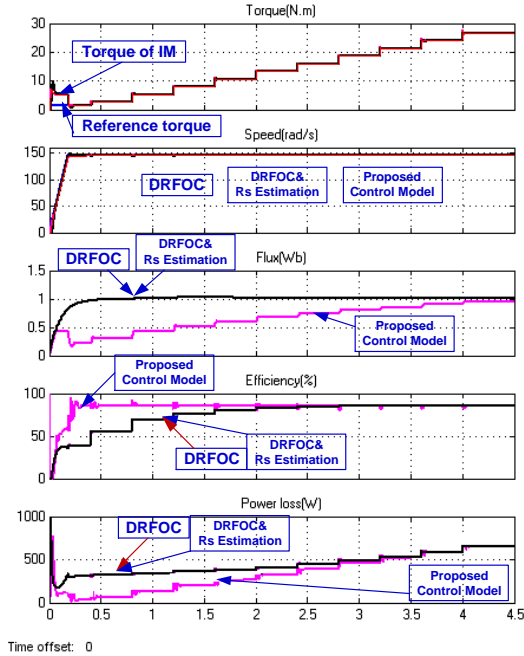 Torque(N.m)
30
20
10
0
Torque of IM
Reference torque
Speed(rad/s)
150
100
50
0
DRFOC
DRFOC&
Rs Estimation
Proposed
Control Model
DRFOC
DRFOC&
Rs Estimation
Flux(Wb)
1.5
1
0.5
0
Proposed
Control Model
Proposed
Control Model
Efficiency(%)
100
50
0
DRFOC
DRFOC&
Rs Estimation
Power loss(W)
1000
500
0
DRFOC
DRFOC&
Rs Estimation
Proposed
Control Model
0 0.5 1 1.5 2 2.5 3 3.5 4 4.5
Time offset: 0